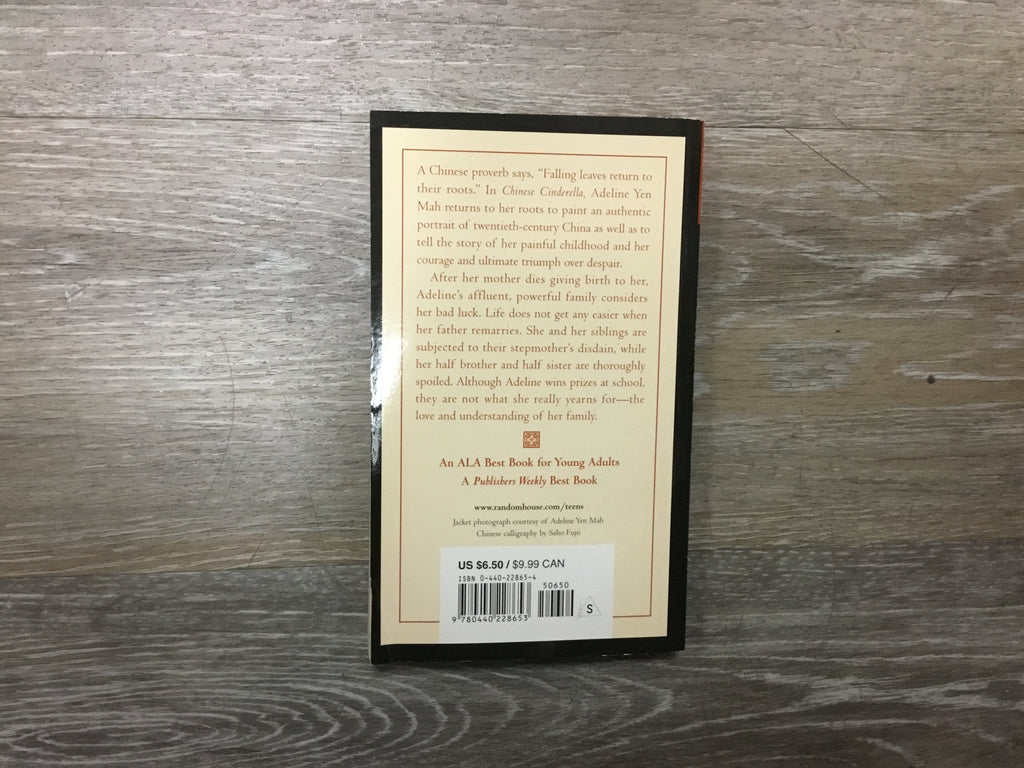 A Chinese proverb says, “Falling leaves return to
their roots.” In Chinese Cinderella, Adeline Yen
Mah returns to her roots to paint an authentic
portrait of twentieth-century China as well as to
tell the story of her painful childhood and her
courage and ultimate triumph over despair.
After her mother dies giving birth to her,
Adeline’s affluent, powerful family considers
her bad luck. Life does not get any easier when
her father remarries. She and her siblings are
subjected to their stepmother’s disdain, while
her half brother and half sister are thoroughly
spoiled. Although Adeline wins prizes at school,
they are not what she really yearns for—the
love and understanding of her family.
An ALA Best Book for Young Adults
A Publishers Weekly Best Book
www.randomhouse.com/teens
Jacket photograph courtesy of Adeline Yen Mah
Chinese calligraphy by Saho Fujii
US $6.50 / $9.99 CAN
ISBN 0-440-22865-4
50650
S
9 780440 228653